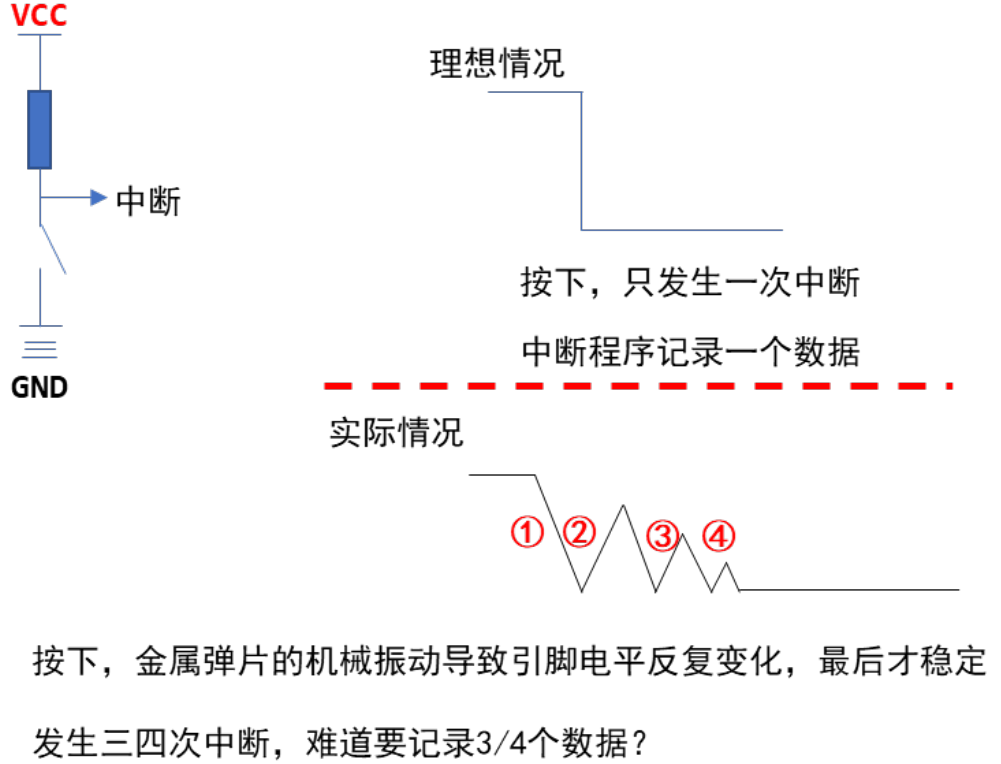 VCC
中断
GND
理想情况
按下，只发生一次中断
中断程序记录一个数据
实际情况
① ② ③ ④
按下，金属弹片的机械振动导致引脚电平反复变化，最后才稳定
发生三四次中断，难道要记录3/4个数据？